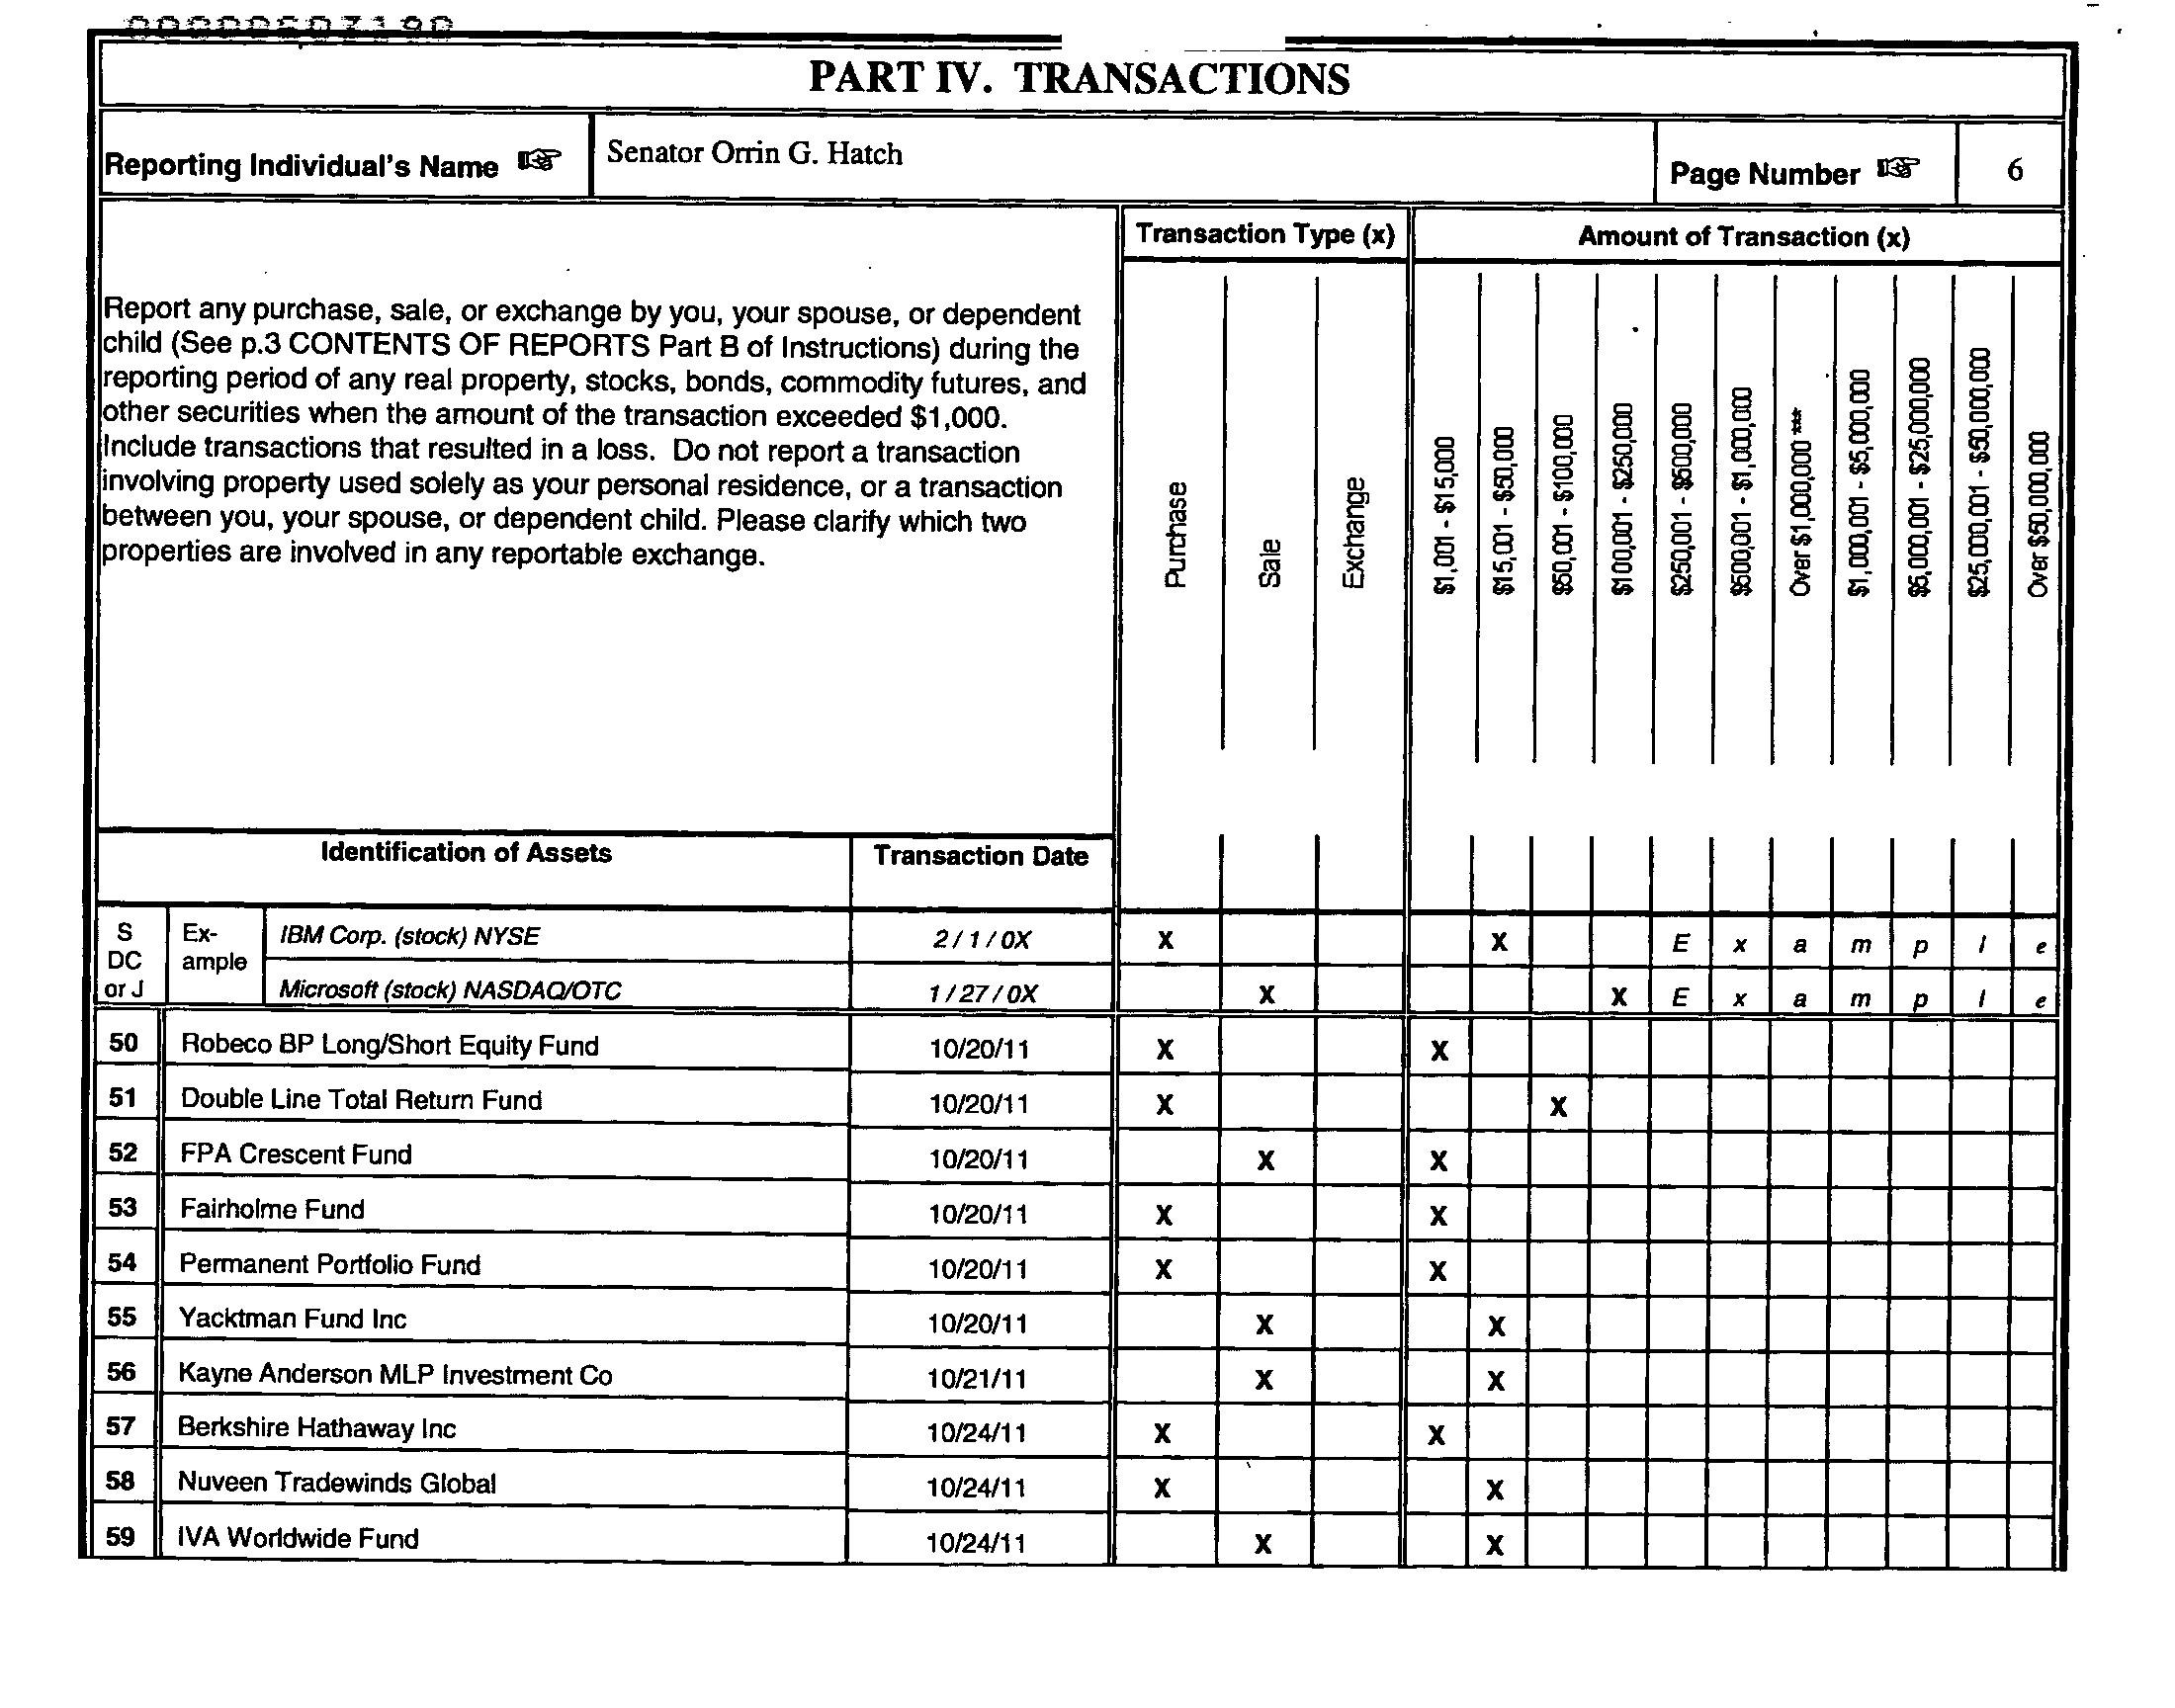 PART IV. TRANSACTIONS
Reporting Individual's Name
Senator Orrin G. Hatch
Page Number
6
Transaction Type (x)
Amount of Transaction (x)
Report any purchase, sale, or exchange by you, your spouse, or dependent
child (See p.3 CONTENTS OF REPORTS Part B of Instructions) during the
reporting period of any real property, stocks, bonds, commodity futures, and
other securities when the amount of the transaction exceeded $1,000.
Include transactions that resulted in a loss. Do not report a transaction
involving property used solely as your personal residence, or a transaction
between you, your spouse, or dependent child. Please clarify which two
properties are involved in any reportable exchange.
Purchase
Sale
Exchange
$1,001 - $15,000
$15,001 - $50,000
$50,001 - $100,000
$100,001 - $250,000
$250,001 - $500,000
$500,001 - $1,000,000
Over $1,000,000 ***
$1,000,001 - $5,000,000
$5,000,001 - $25,000,000
$25,000,001 - $50,000,000
Over $50,000,000
Identification of Assets
Transaction Date
S
DC
or J
Ex-
ample
IBM Corp. (stock) NYSE 2/1/0X X X E x a m p l e
Microsoft (stock) NASDAQ/OTC 1/27/0X X X E x a m p l e
50 Robeco BP Long/Short Equity Fund 10/20/11 X X
51 Double Line Total Return Fund 10/20/11 X X
52 FPA Crescent Fund 10/20/11 X X
53 Fairholme Fund 10/20/11 X X
54 Permanent Portfolio Fund 10/20/11 X X
55 Yacktman Fund Inc 10/20/11 X X
56 Kayne Anderson MLP Investment Co 10/21/11 X X
57 Berkshire Hathaway Inc 10/24/11 X X
58 Nuveen Tradewinds Global 10/24/11 X X
59 IVA Worldwide Fund 10/24/11 X X